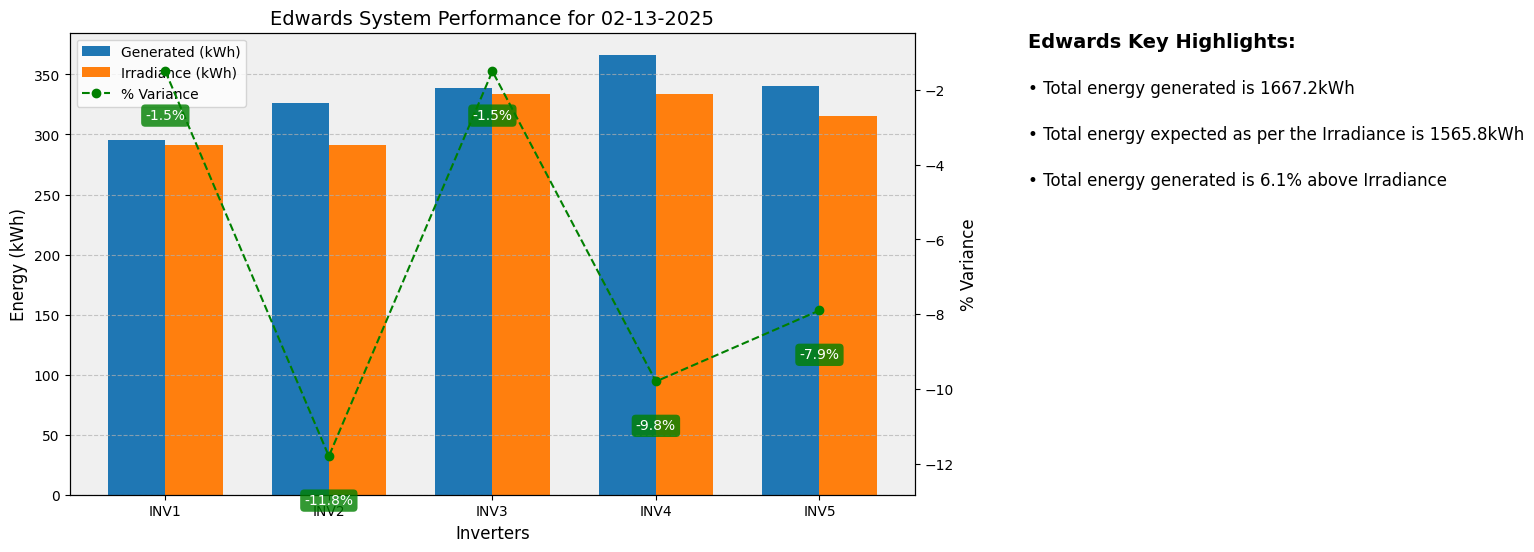 Edwards System Performance for 02-13-2025
Generated (kWh)
Irradiance (kWh)
% Variance
Energy (kWh)
350
300
250
200
150
100
50
0
-1.5%
-11.8%
-1.5%
-9.8%
-7.9%
−2
−4
−6
−8
−10
−12
% Variance
INV1
INV2
INV3
INV4
INV5
Inverters
Edwards Key Highlights:
• Total energy generated is 1667.2kWh
• Total energy expected as per the Irradiance is 1565.8kWh
• Total energy generated is 6.1% above Irradiance